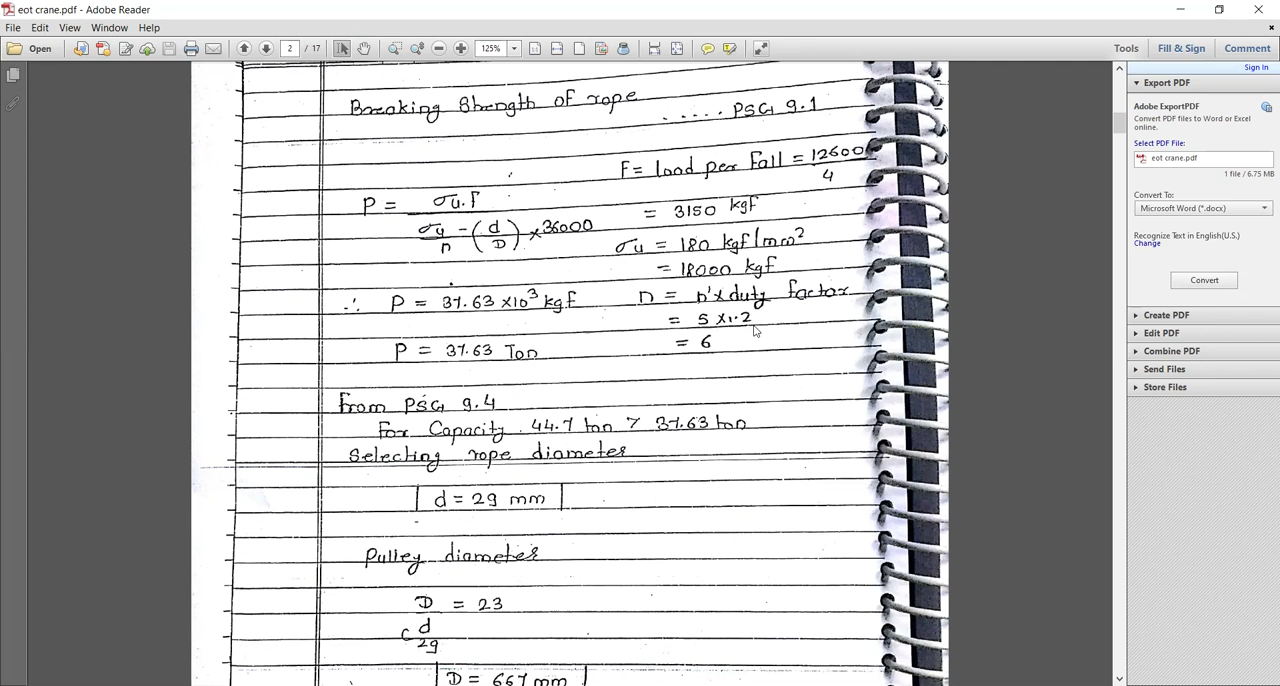 eot crane.pdf - Adobe Reader
File Edit View Window Help
Open 2 / 17 125% Tools Fill & Sign Comment
Sign In
Export PDF
Adobe ExportPDF
Convert PDF files to Word or Excel
online.
Select PDF File:
eot crane.pdf
1 file / 6.75 MB
Convert To:
Microsoft Word (*.docx)
Recognize Text in English(U.S.)
Change
Convert
Create PDF
Edit PDF
Combine PDF
Send Files
Store Files
Breaking Strength of rope
..... PSG 9.1
F = load per Fall = 12600/4
P = σu.F / (σu/n - (d/D) × 36000)
= 3150 kgf
σu = 180 kgf/mm²
= 18000 kgf
∴ P = 37.63 × 10³ kgf
n = n' × duty factor
= 5 × 1.2
P = 37.63 Ton
= 6
From PSG 9.4
For Capacity 44.7 ton > 37.63 ton
Selecting rope diameter
d = 29 mm
Pulley diameter
D/d = 23
29
D = 667 mm